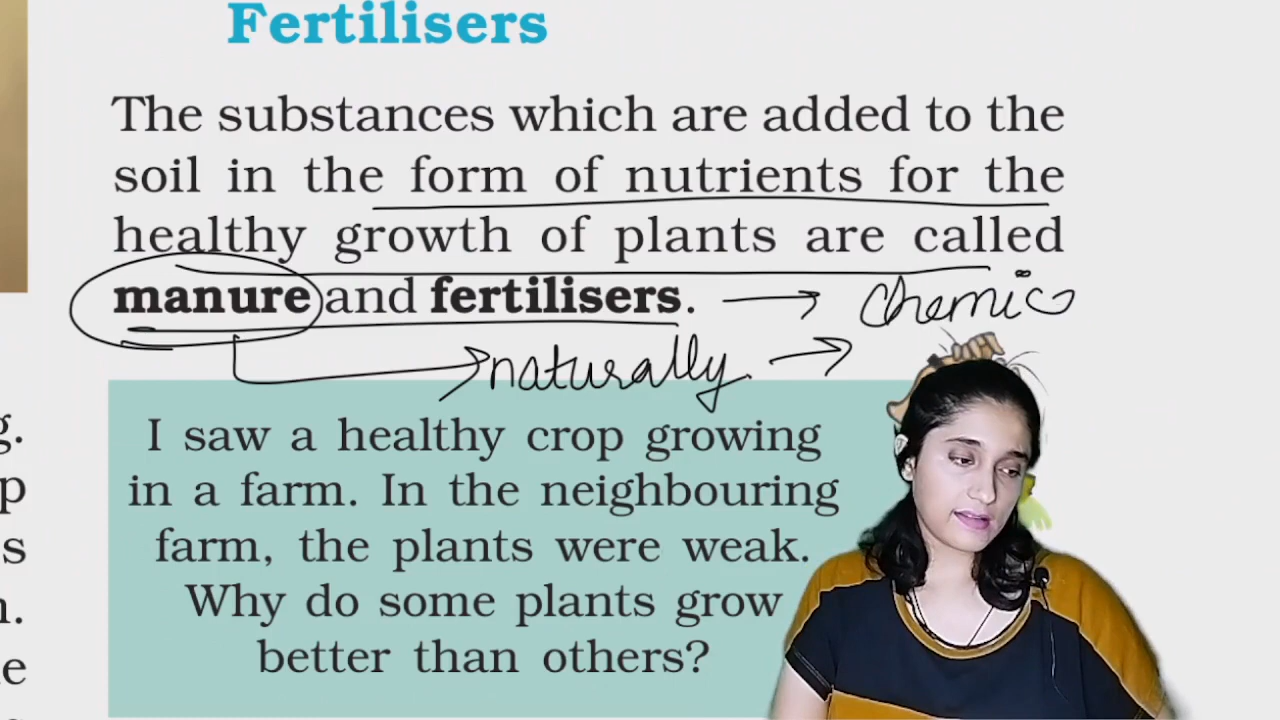 Fertilisers
The substances which are added to the
soil in the form of nutrients for the
healthy growth of plants are called
manure and fertilisers. → Chemic
→ naturally →
g.
p
s
n.
e
I saw a healthy crop growing
in a farm. In the neighbouring
farm, the plants were weak.
Why do some plants grow
better than others?